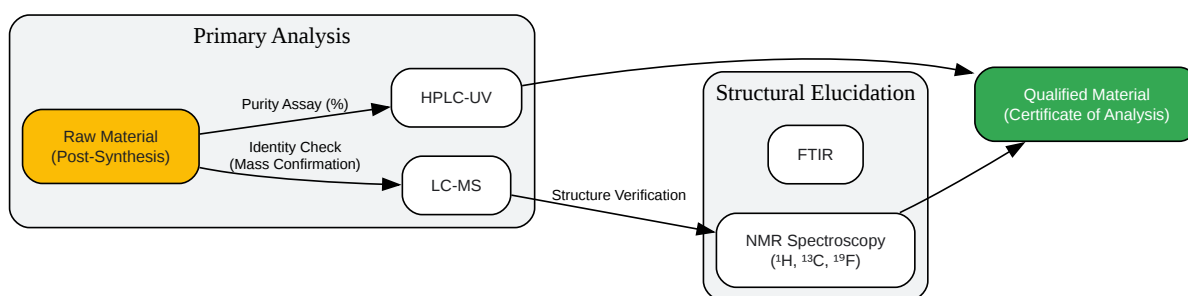 Primary Analysis
Raw Material
(Post-Synthesis)
Purity Assay (%)
Identity Check
(Mass Confirmation)
HPLC-UV
LC-MS
Structure Verification
Structural Elucidation
FTIR
NMR Spectroscopy
(¹H, ¹³C, ¹⁹F)
Qualified Material
(Certificate of Analysis)